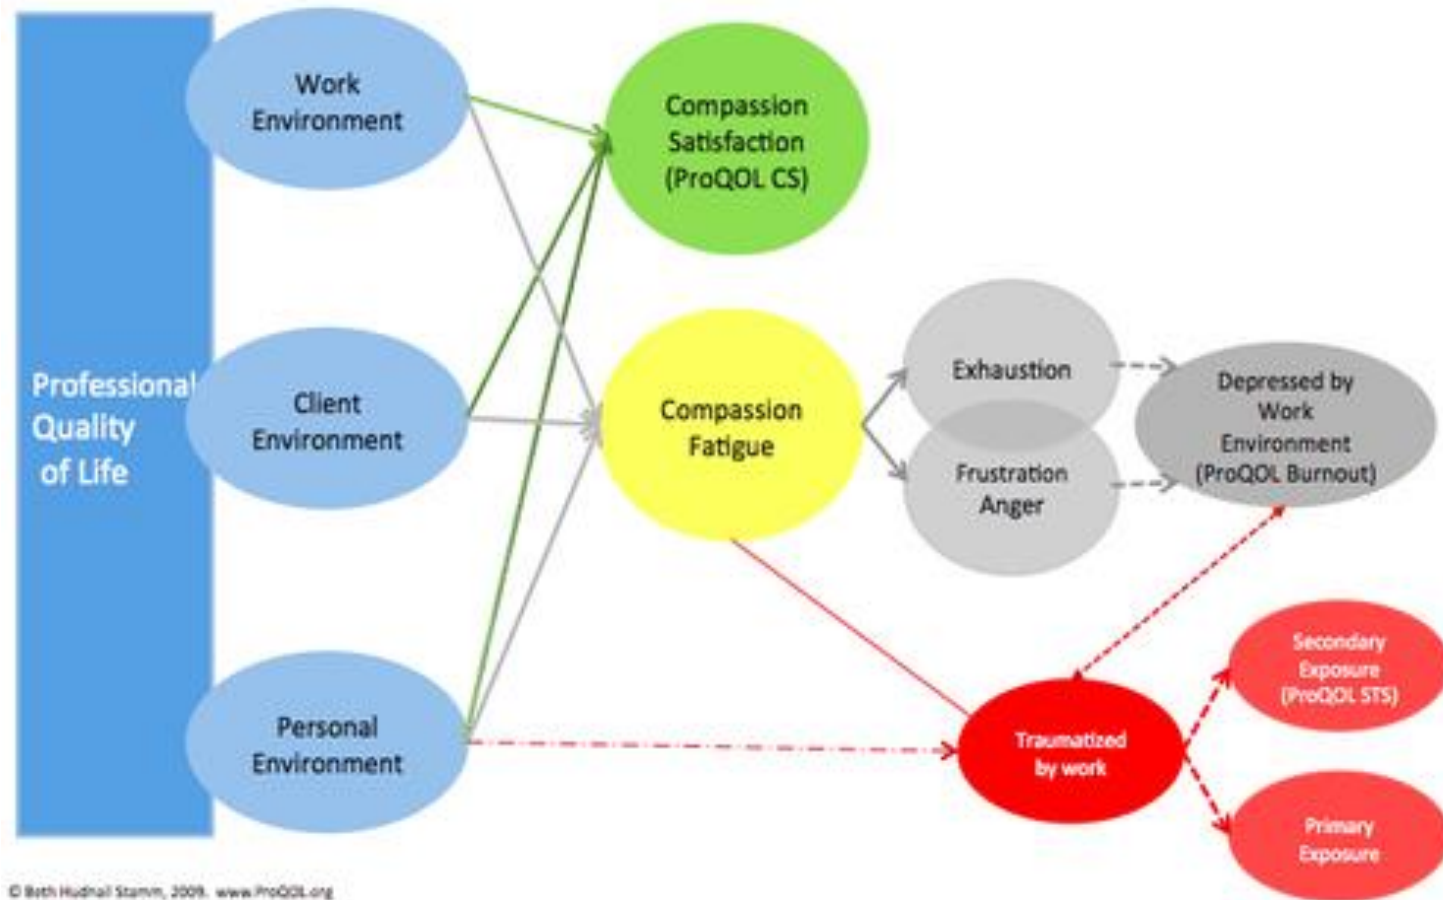 Professional
Quality
of Life
Work
Environment
Client
Environment
Personal
Environment
Compassion
Satisfaction
(ProQOL CS)
Compassion
Fatigue
Exhaustion
Frustration
Anger
Depressed by
Work
Environment
(ProQOL Burnout)
Traumatized
by work
Secondary
Exposure
(ProQOL STS)
Primary
Exposure
© Beth Hudnall Stamm, 2009. www.ProQOL.org